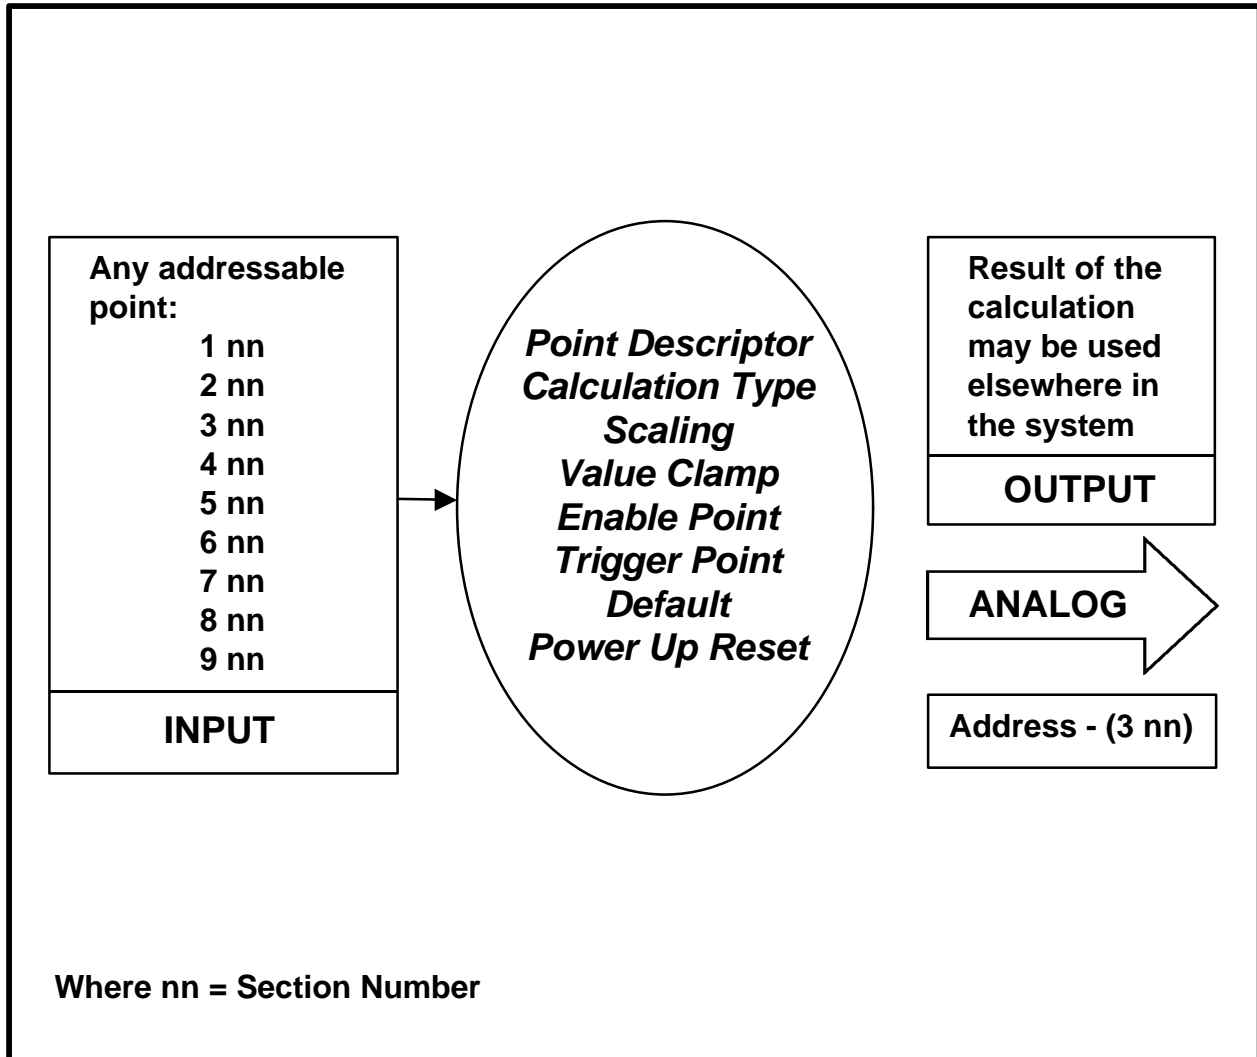 Any addressable
point:
1 nn
2 nn
3 nn
4 nn
5 nn
6 nn
7 nn
8 nn
9 nn
INPUT
Point Descriptor
Calculation Type
Scaling
Value Clamp
Enable Point
Trigger Point
Default
Power Up Reset
Result of the
calculation
may be used
elsewhere in
the system
OUTPUT
ANALOG
Address - (3 nn)
Where nn = Section Number